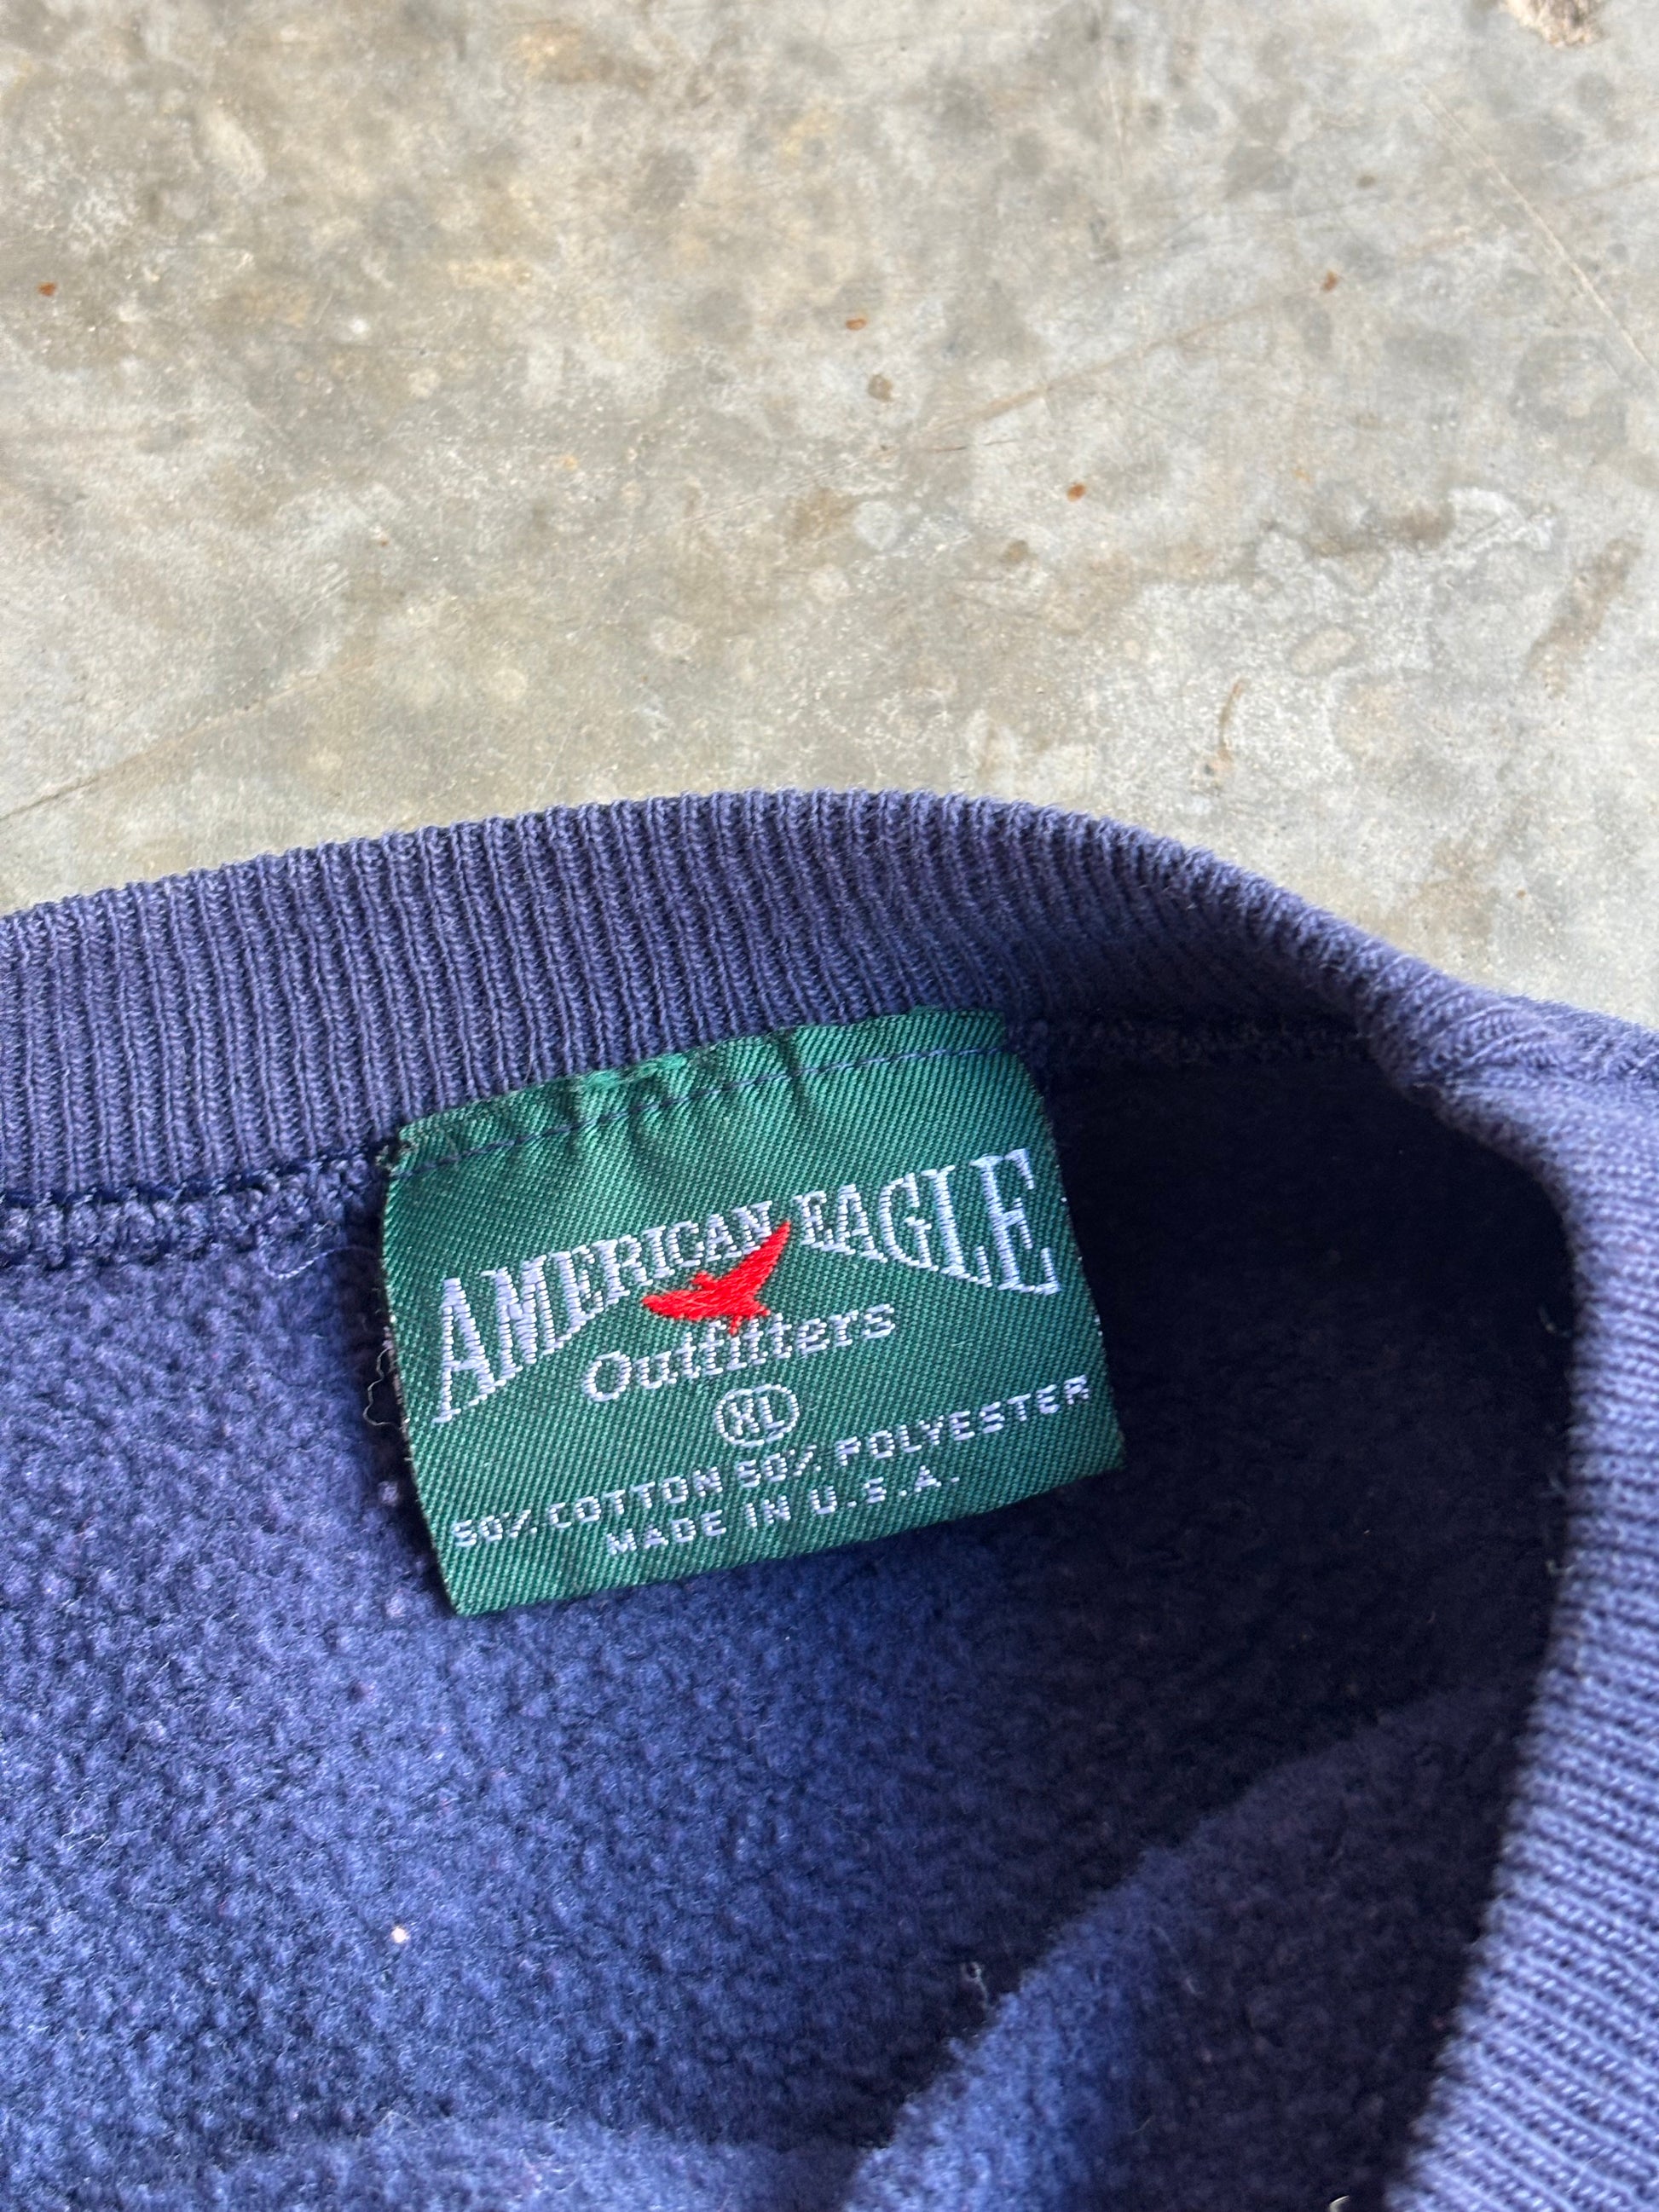 AMERICAN EAGLE
Outfitters
XL
50% COTTON 50% POLYESTER
MADE IN U.S.A.